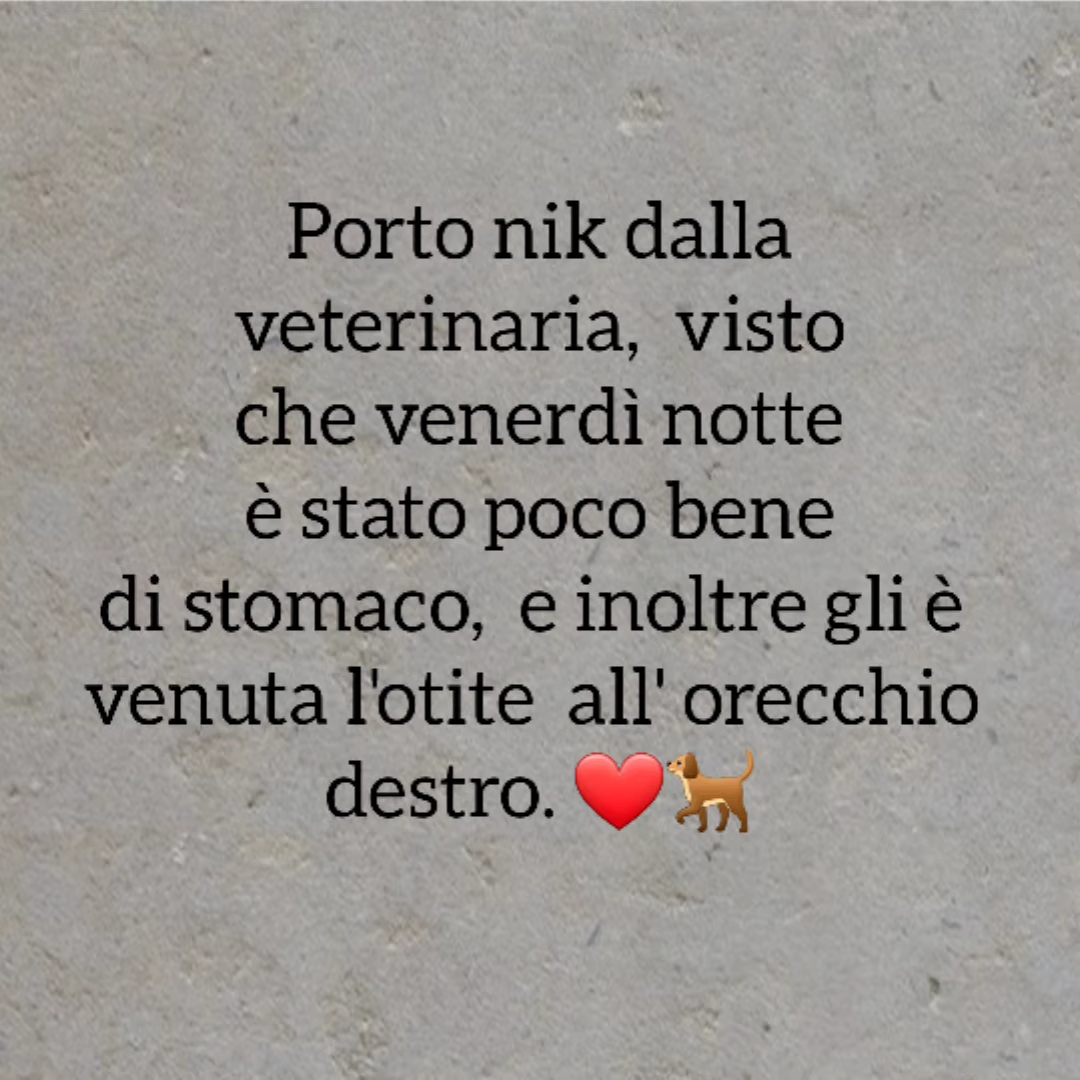 Porto nik dalla
veterinaria,  visto
che venerdì notte
è stato poco bene
di stomaco,  e inoltre gli è
venuta l'otite  all' orecchio
destro. ❤️🐕